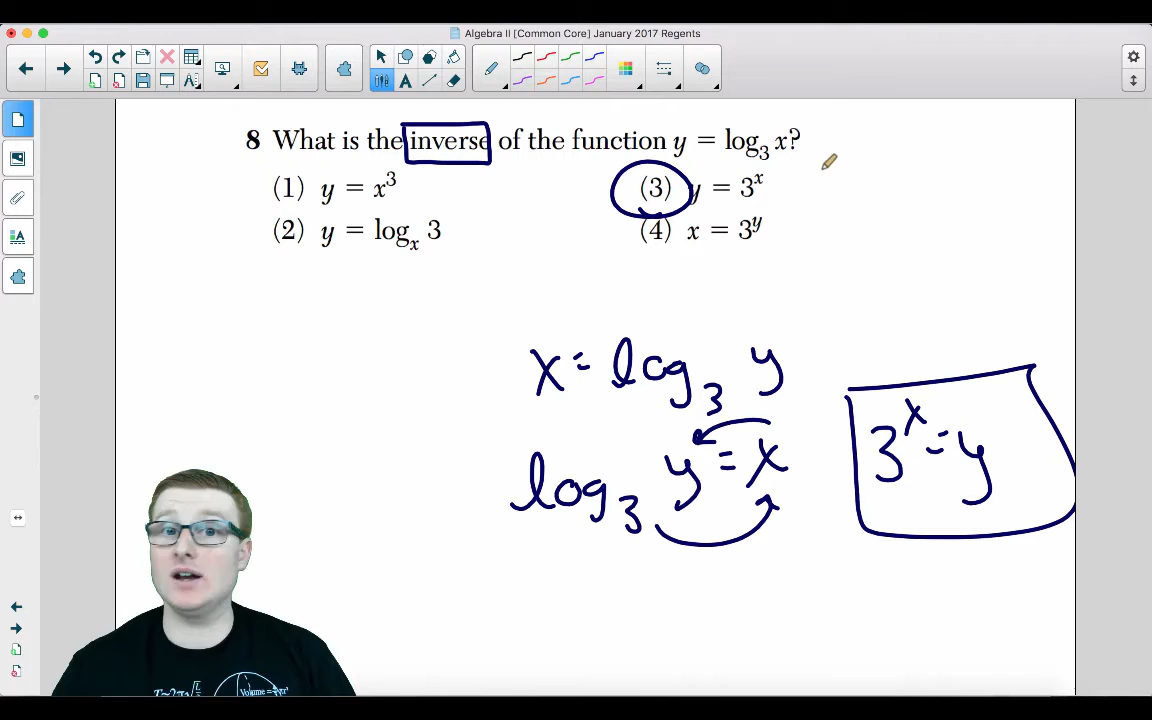 Algebra II [Common Core] January 2017 Regents
8 What is the inverse of the function y = log₃ x?
(1) y = x³
(3) y = 3ˣ
(2) y = logₓ 3
(4) x = 3ʸ
x = log₃ y
log₃ y = x
3ˣ = y
Volume =